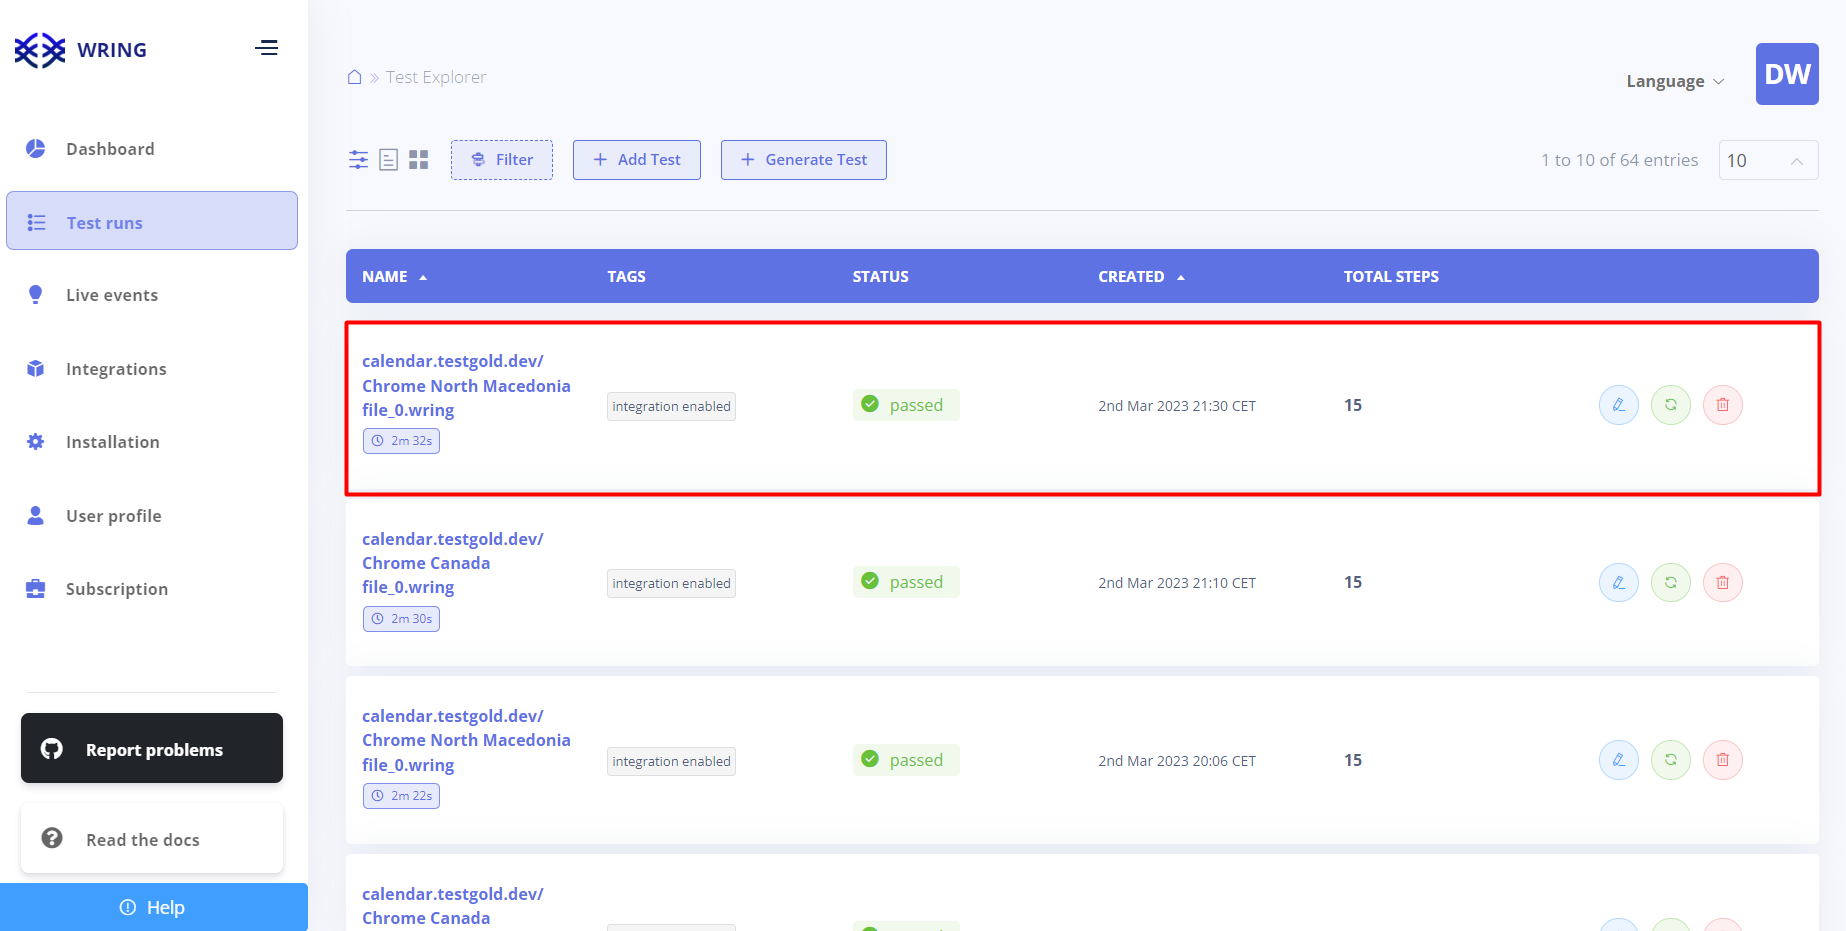 WRING
Dashboard
Test runs
Live events
Integrations
Installation
User profile
Subscription
Report problems
Read the docs
Help
» Test Explorer
Language
DW
Filter
+ Add Test
+ Generate Test
1 to 10 of 64 entries
10
NAME TAGS STATUS CREATED TOTAL STEPS
calendar.testgold.dev/
Chrome North Macedonia
file_0.wring
2m 32s
integration enabled
passed
2nd Mar 2023 21:30 CET
15
calendar.testgold.dev/
Chrome Canada
file_0.wring
2m 30s
integration enabled
passed
2nd Mar 2023 21:10 CET
15
calendar.testgold.dev/
Chrome North Macedonia
file_0.wring
2m 22s
integration enabled
passed
2nd Mar 2023 20:06 CET
15
calendar.testgold.dev/
Chrome Canada